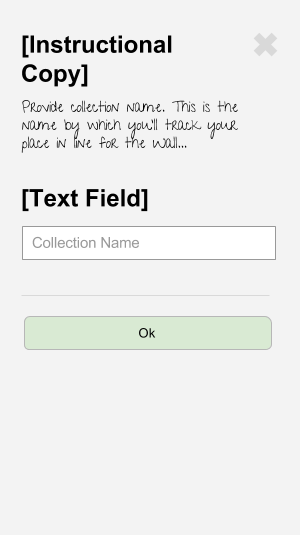 [Instructional
Copy]
Provide collection name. This is the
name by which you'll track your
place in line for the wall...
[Text Field]
Collection Name
Ok